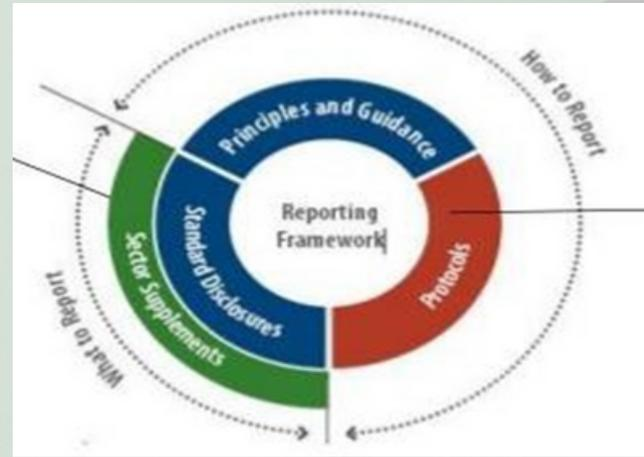 How to Report
Principles and Guidance
Reporting
Framework
Standard Disclosures
Sector Supplements
Protocols
What to Report